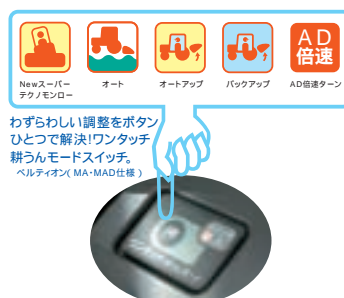 AD
倍速
Newスーパー
テクノモンロー
オート
オートアップ
バックアップ
AD倍速ターン
わずらわしい調整をボタン
ひとつで解決!ワンタッチ
耕うんモードスイッチ。
ベルティオン(MA・MAD仕様)